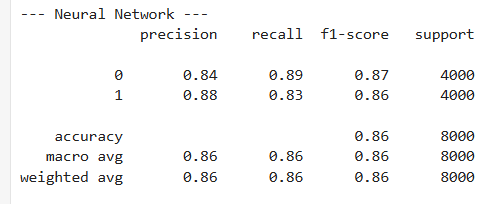 --- Neural Network ---
precision recall f1-score support
0 0.84 0.89 0.87 4000
1 0.88 0.83 0.86 4000
accuracy 0.86 8000
macro avg 0.86 0.86 0.86 8000
weighted avg 0.86 0.86 0.86 8000